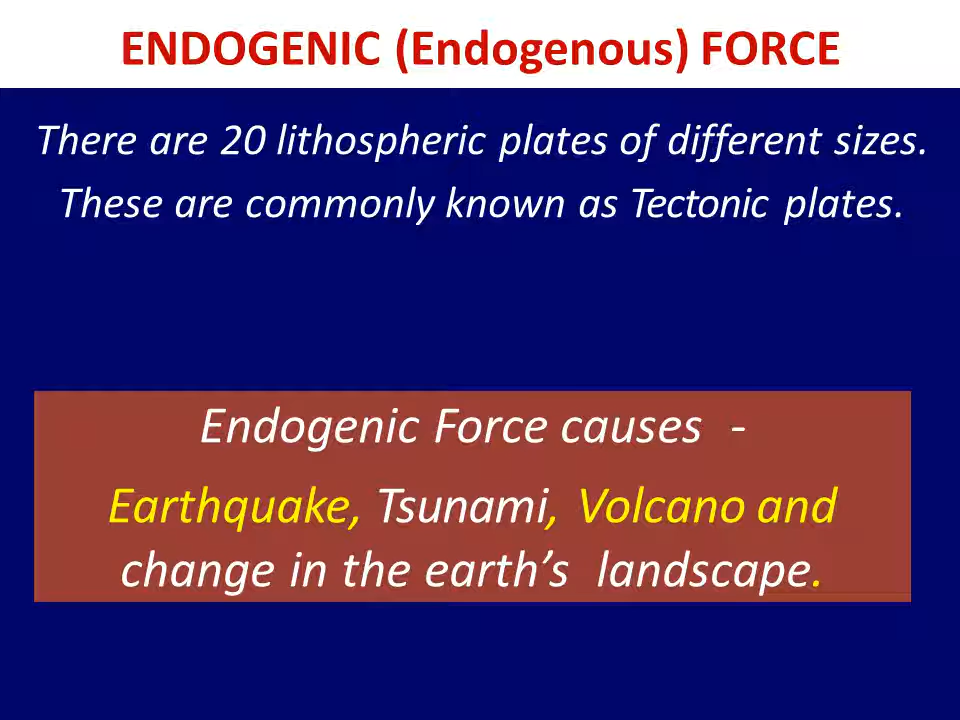 ENDOGENIC (Endogenous) FORCE
There are 20 lithospheric plates of different sizes.
These are commonly known as Tectonic plates.
Endogenic Force causes -
Earthquake, Tsunami, Volcano and
change in the earth’s landscape.